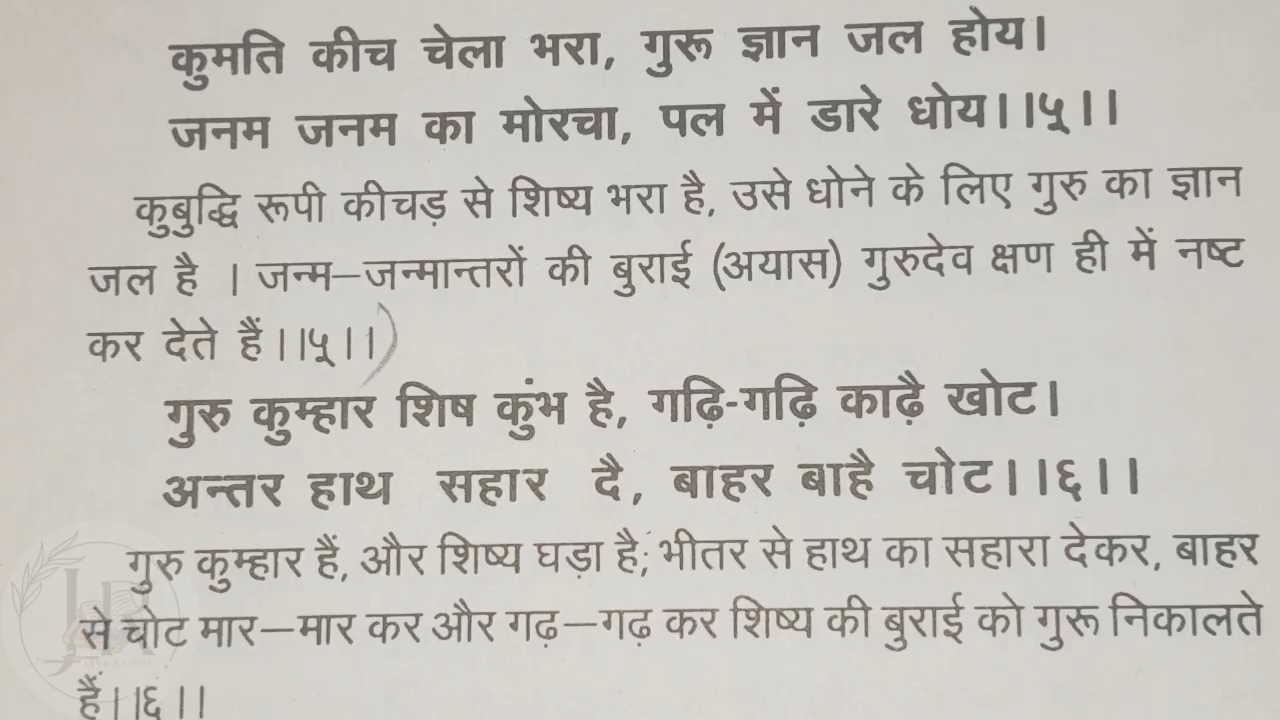 कुमति कीच चेला भरा, गुरू ज्ञान जल होय।
जनम जनम का मोरचा, पल में डारे धोय।।५।।
कुबुद्धि रूपी कीचड़ से शिष्य भरा है, उसे धोने के लिए गुरु का ज्ञान
जल है । जन्म–जन्मान्तरों की बुराई (अयास) गुरुदेव क्षण ही में नष्ट
कर देते हैं।।५।।)
गुरु कुम्हार शिष कुंभ है, गढ़ि-गढ़ि काढ़ै खोट।
अन्तर हाथ सहार दै, बाहर बाहै चोट।।६।।
गुरु कुम्हार हैं, और शिष्य घड़ा है; भीतर से हाथ का सहारा देकर, बाहर
से चोट मार–मार कर और गढ़–गढ़ कर शिष्य की बुराई को गुरू निकालते
हैं।।६।।